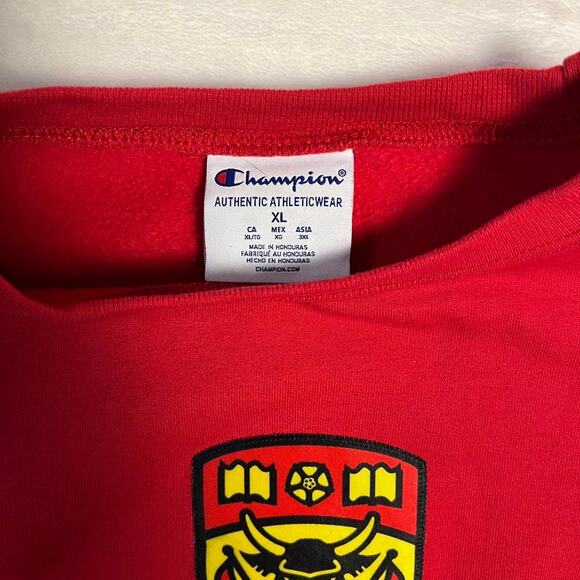 Champion®
AUTHENTIC ATHLETICWEAR
XL
CA MEX ASIA
XL/TG XG 3XL
MADE IN HONDURAS
FABRIQUÉ AU HONDURAS
HECHO EN HONDURAS
CHAMPION.COM